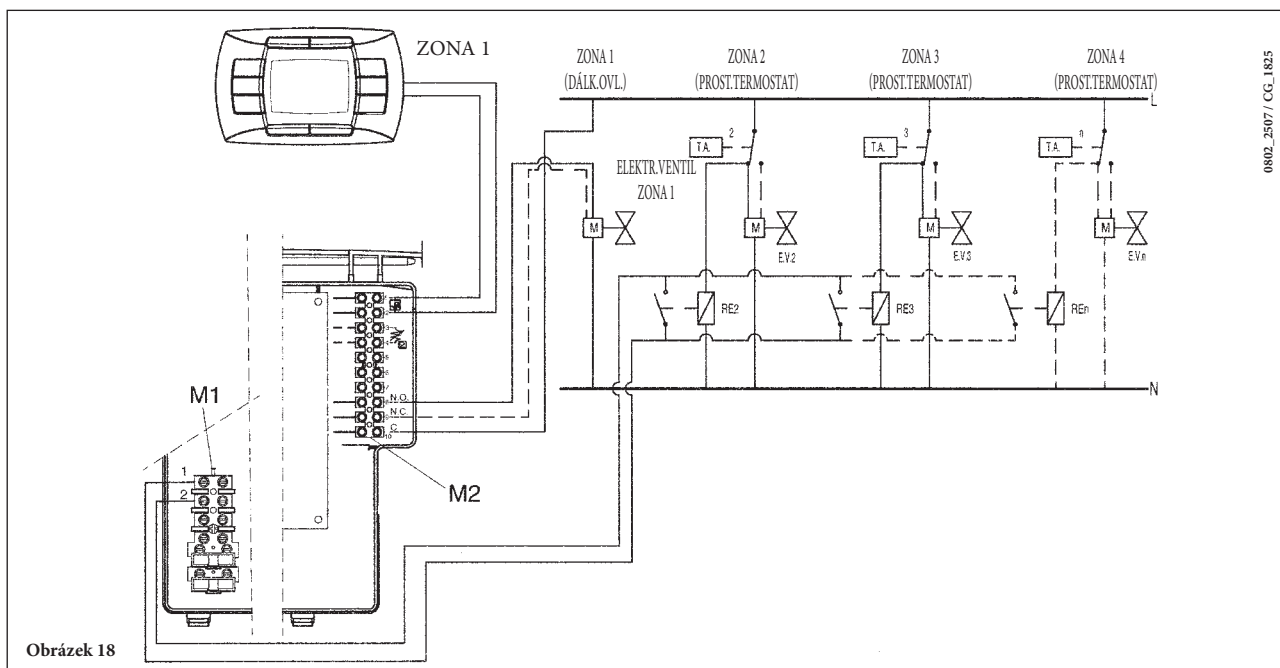 ZONA 1
ZONA 1
(DÁLK.OVL.)
ZONA 2
(PROST.TERMOSTAT)
ZONA 3
(PROST.TERMOSTAT)
ZONA 4
(PROST.TERMOSTAT)
L
0802_2507 / CG_1825
T.A.
2
T.A.
3
T.A.
n
ELEKTR.VENTIL
ZONA 1
M
M
E.V.2
M
E.V.3
M
E.V.n
RE2
RE3
REn
N.O.
N.C.
C
10
N
M1
1
2
M2
Obrázek 18